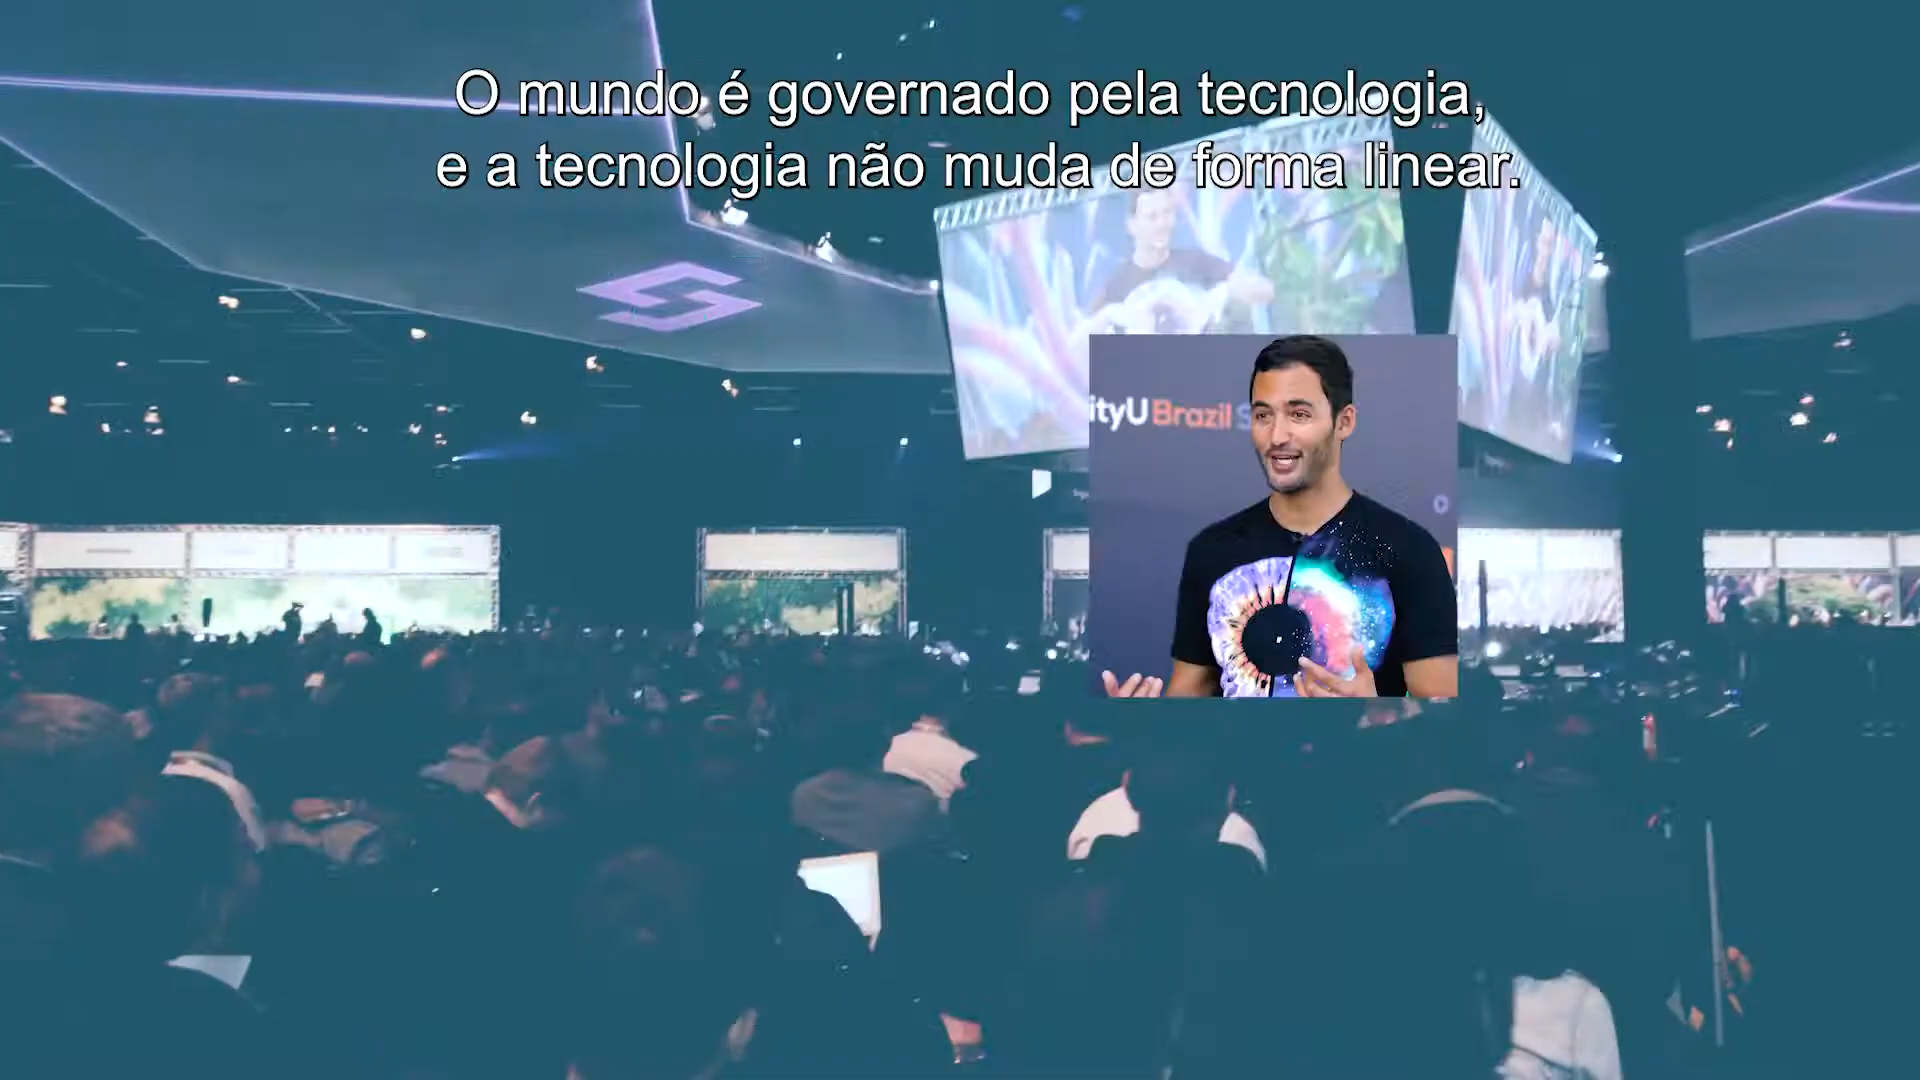 O mundo é governado pela tecnologia,
e a tecnologia não muda de forma linear.
ityU Brazil S